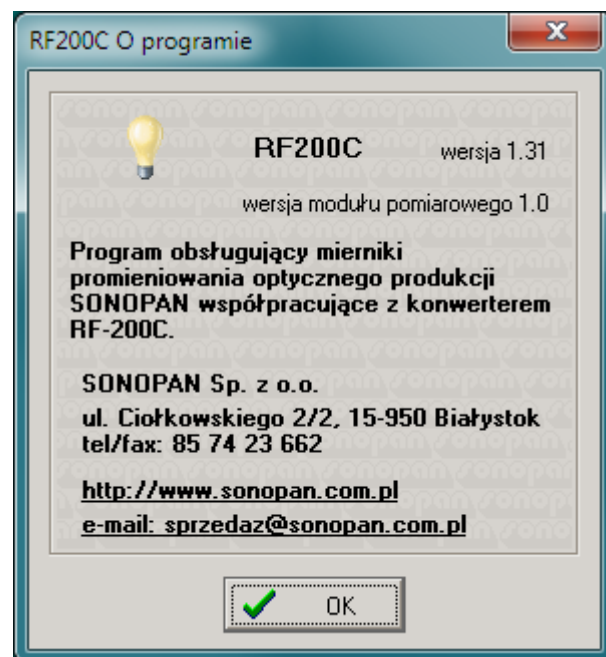 RF200C O programie
RF200C wersja 1.31
wersja modułu pomiarowego 1.0
Program obsługujący mierniki
promieniowania optycznego produkcji
SONOPAN współpracujące z konwerterem
RF-200C.
SONOPAN Sp. z o.o.
ul. Ciołkowskiego 2/2, 15-950 Białystok
tel/fax: 85 74 23 662
http://www.sonopan.com.pl
e-mail: sprzedaz@sonopan.com.pl
OK